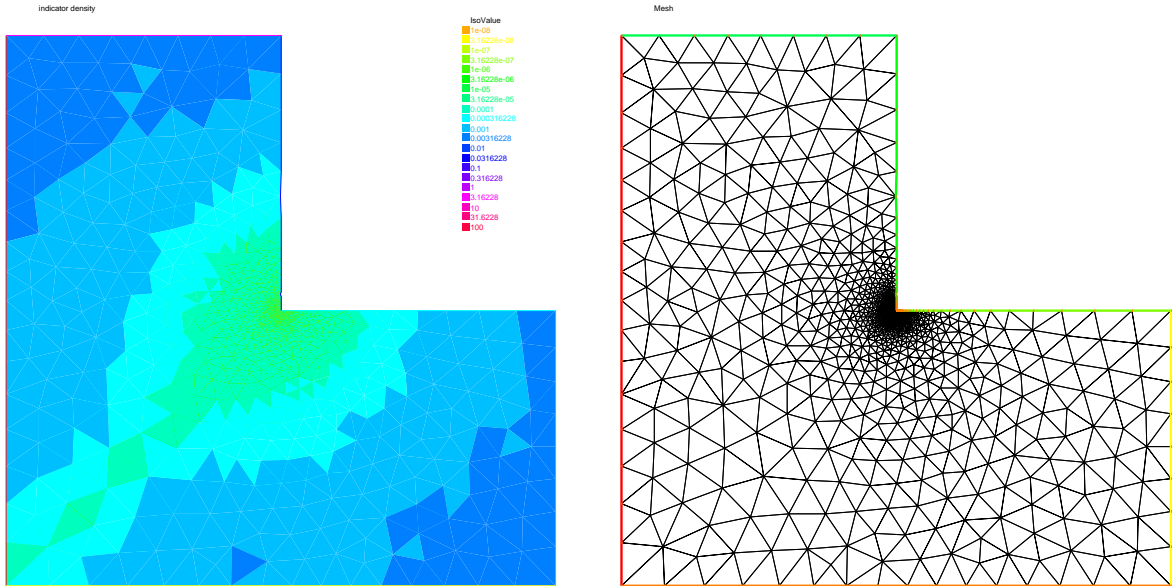 indicator density
IsoValue
1e-08
3.16228e-08
1e-07
3.16228e-07
1e-06
3.16228e-06
1e-05
3.16228e-05
0.0001
0.000316228
0.001
0.00316228
0.01
0.0316228
0.1
0.316228
1
3.16228
10
31.6228
100
Mesh